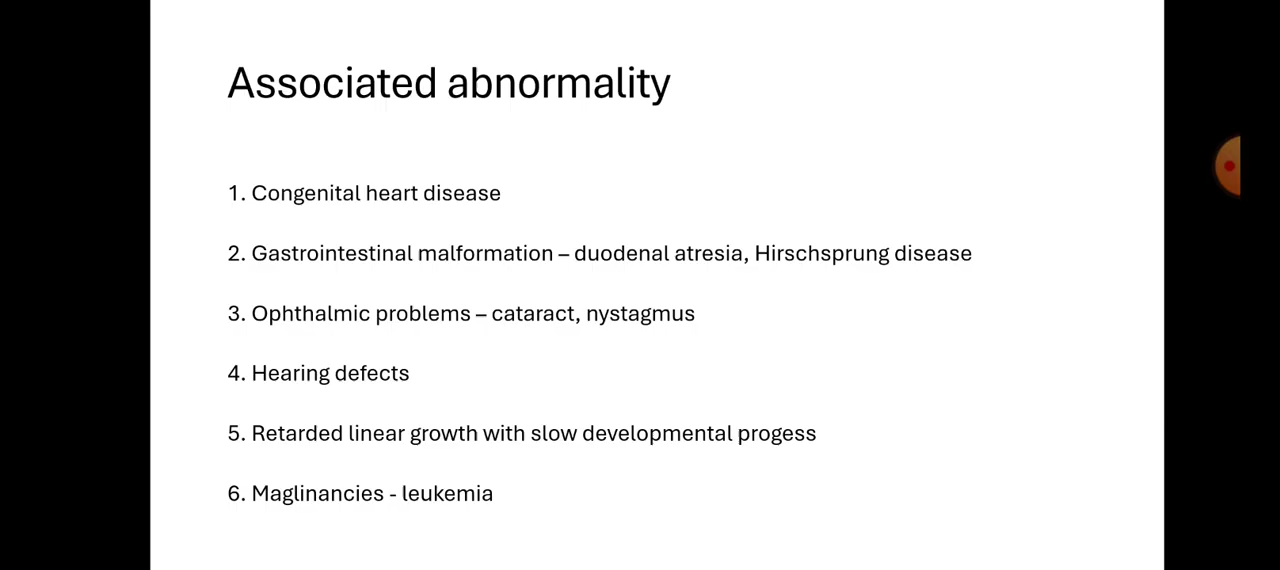 Associated abnormality
1. Congenital heart disease
2. Gastrointestinal malformation – duodenal atresia, Hirschsprung disease
3. Ophthalmic problems – cataract, nystagmus
4. Hearing defects
5. Retarded linear growth with slow developmental progess
6. Maglinancies - leukemia